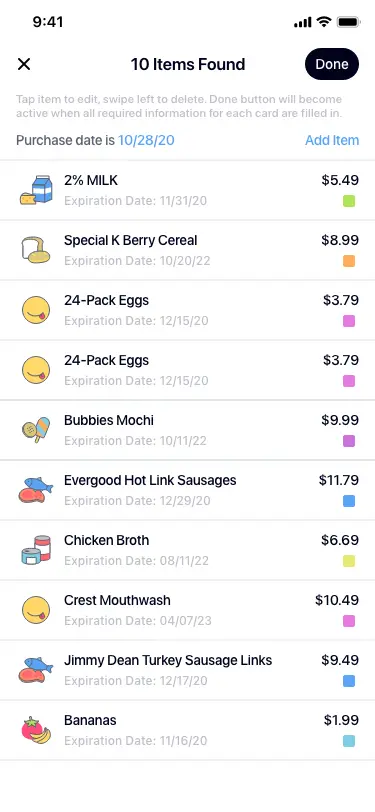 9:41
10 Items Found
Done
Tap item to edit, swipe left to delete. Done button will become
active when all required information for each card are filled in.
Purchase date is 10/28/20 Add Item
2% MILK $5.49
Expiration Date: 11/31/20
Special K Berry Cereal $8.99
Expiration Date: 10/20/22
24-Pack Eggs $3.79
Expiration Date: 12/15/20
24-Pack Eggs $3.79
Expiration Date: 12/15/20
Bubbies Mochi $9.99
Expiration Date: 10/11/22
Evergood Hot Link Sausages $11.79
Expiration Date: 12/29/20
Chicken Broth $6.69
Expiration Date: 08/11/22
Crest Mouthwash $10.49
Expiration Date: 04/07/23
Jimmy Dean Turkey Sausage Links $9.49
Expiration Date: 12/17/20
Bananas $1.99
Expiration Date: 11/16/20